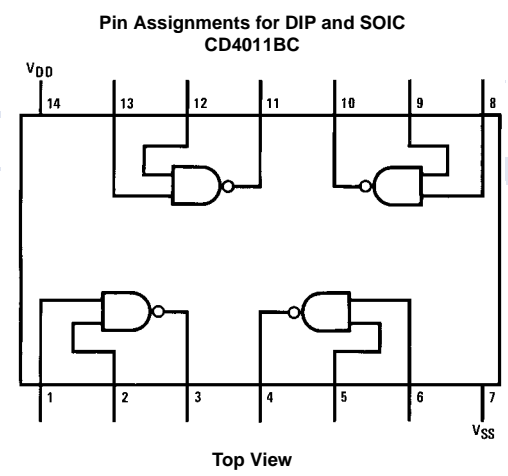 Pin Assignments for DIP and SOIC
CD4011BC
VDD
14 13 12 11 10 9 8
1 2 3 4 5 6 7
VSS
Top View